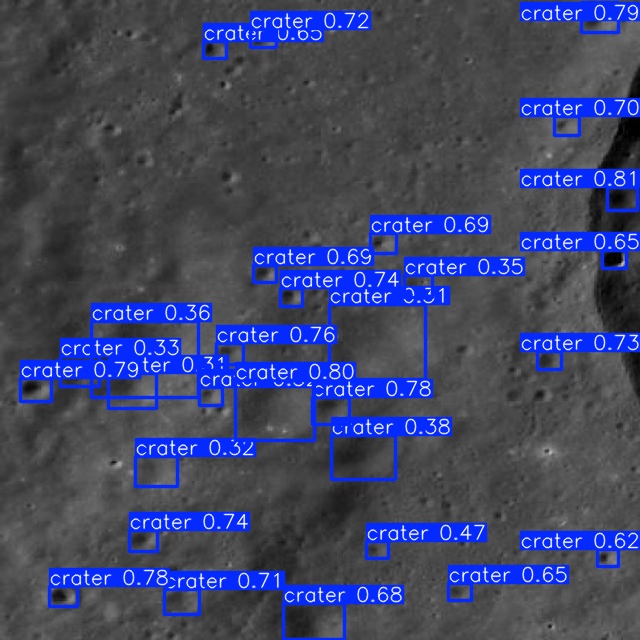 crater 0.79
crater 0.72
crater 0.65
crater 0.70
crater 0.81
crater 0.69
crater 0.65
crater 0.69
crater 0.35
crater 0.74
crater 0.31
crater 0.36
crater 0.76
crater 0.73
crater 0.33
ter 0.31
crater 0.79
crater 0.80
crater 0.78
crater 0.38
crater 0.32
crater 0.74
crater 0.47
crater 0.62
crater 0.78
crater 0.71
crater 0.65
crater 0.68